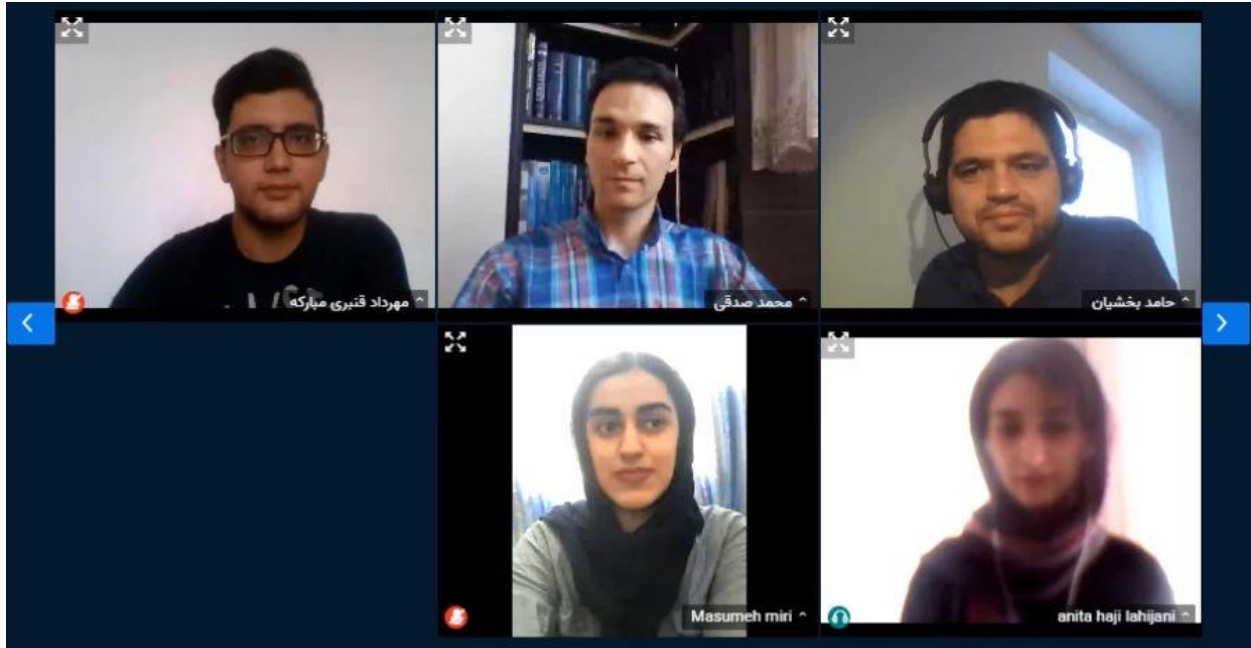 مهرداد قنبری مبارکه
محمد صدقی
حامد بخشیان
Masumeh miri
anita haji lahijani